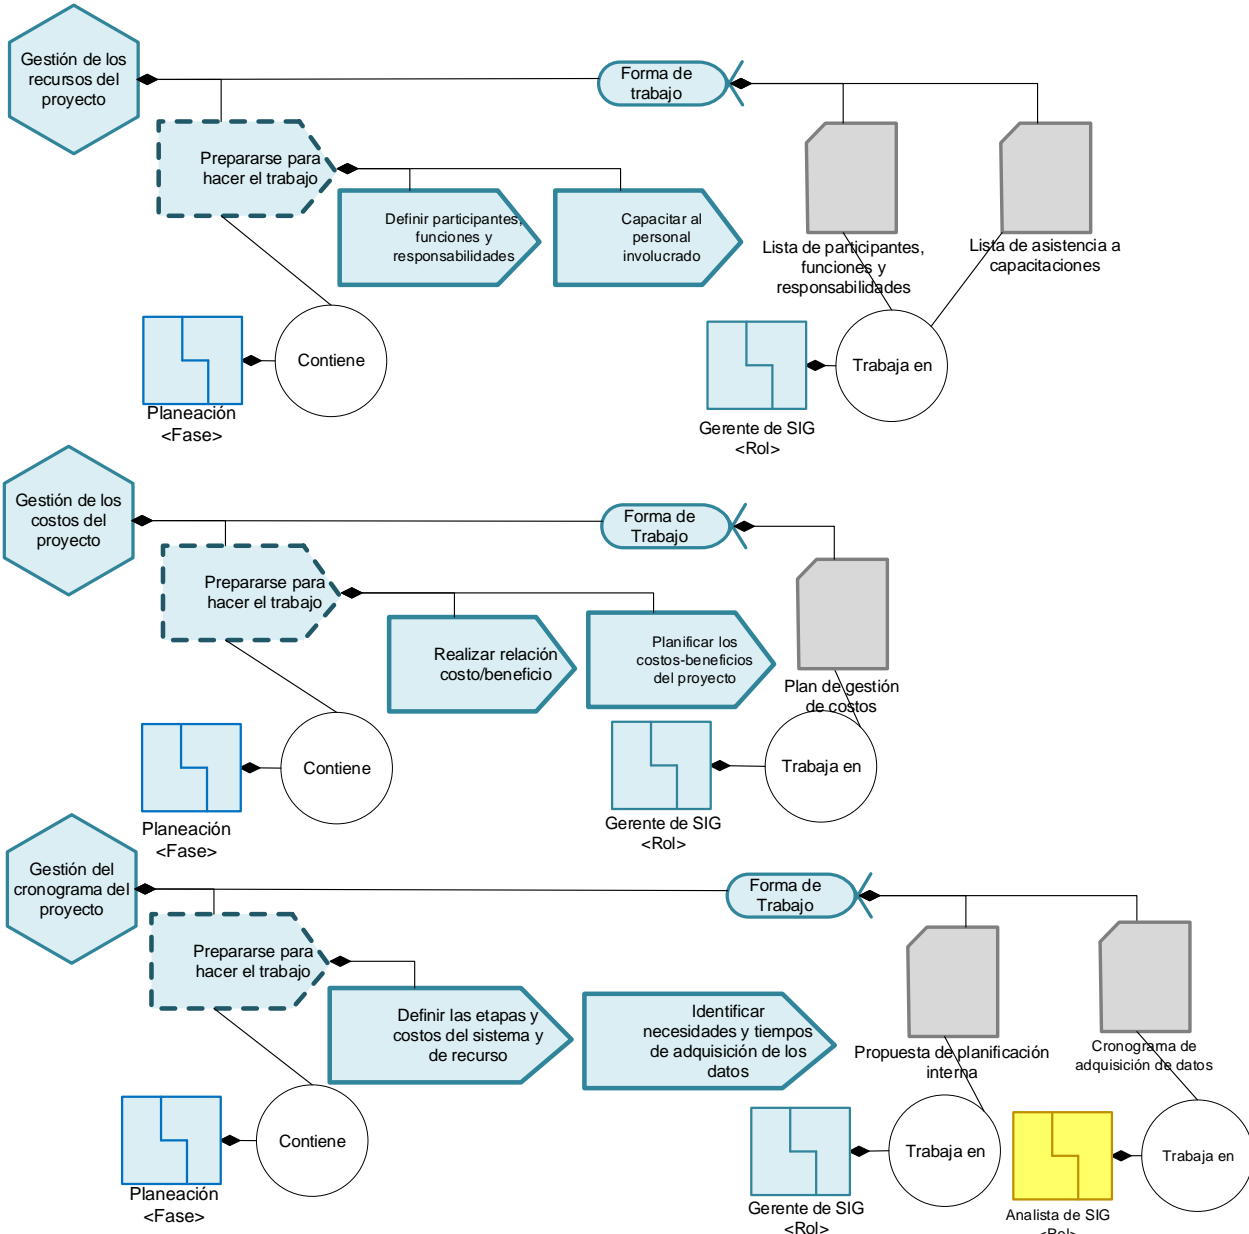 Gestión de los
recursos del
proyecto
Forma de
trabajo
Prepararse para
hacer el trabajo
Definir participantes,
funciones y
responsabilidades
Capacitar al
personal
involucrado
Lista de participantes,
funciones y
responsabilidades
Lista de asistencia a
capacitaciones
Contiene
Planeación
<Fase>
Trabaja en
Gerente de SIG
<Rol>
Gestión de los
costos del
proyecto
Forma de
Trabajo
Prepararse para
hacer el trabajo
Realizar relación
costo/beneficio
Planificar los
costos-beneficios
del proyecto
Plan de gestión
de costos
Contiene
Planeación
<Fase>
Trabaja en
Gerente de SIG
<Rol>
Gestión del
cronograma del
proyecto
Forma de
Trabajo
Prepararse para
hacer el trabajo
Definir las etapas y
costos del sistema y
de recurso
Identificar
necesidades y tiempos
de adquisición de los
datos
Propuesta de planificación
interna
Cronograma de
adquisición de datos
Contiene
Planeación
<Fase>
Trabaja en
Gerente de SIG
<Rol>
Trabaja en
Analista de SIG
<Rol>